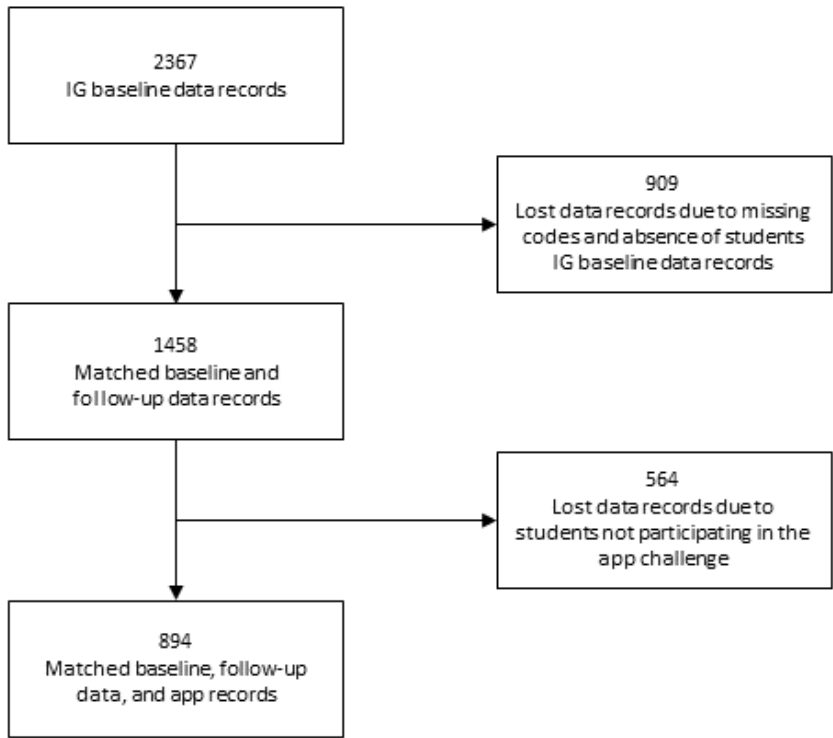 2367
IG baseline data records
909
Lost data records due to missing
codes and absence of students
IG baseline data records
1458
Matched baseline and
follow-up data records
564
Lost data records due to
students not participating in the
app challenge
894
Matched baseline, follow-up
data, and app records